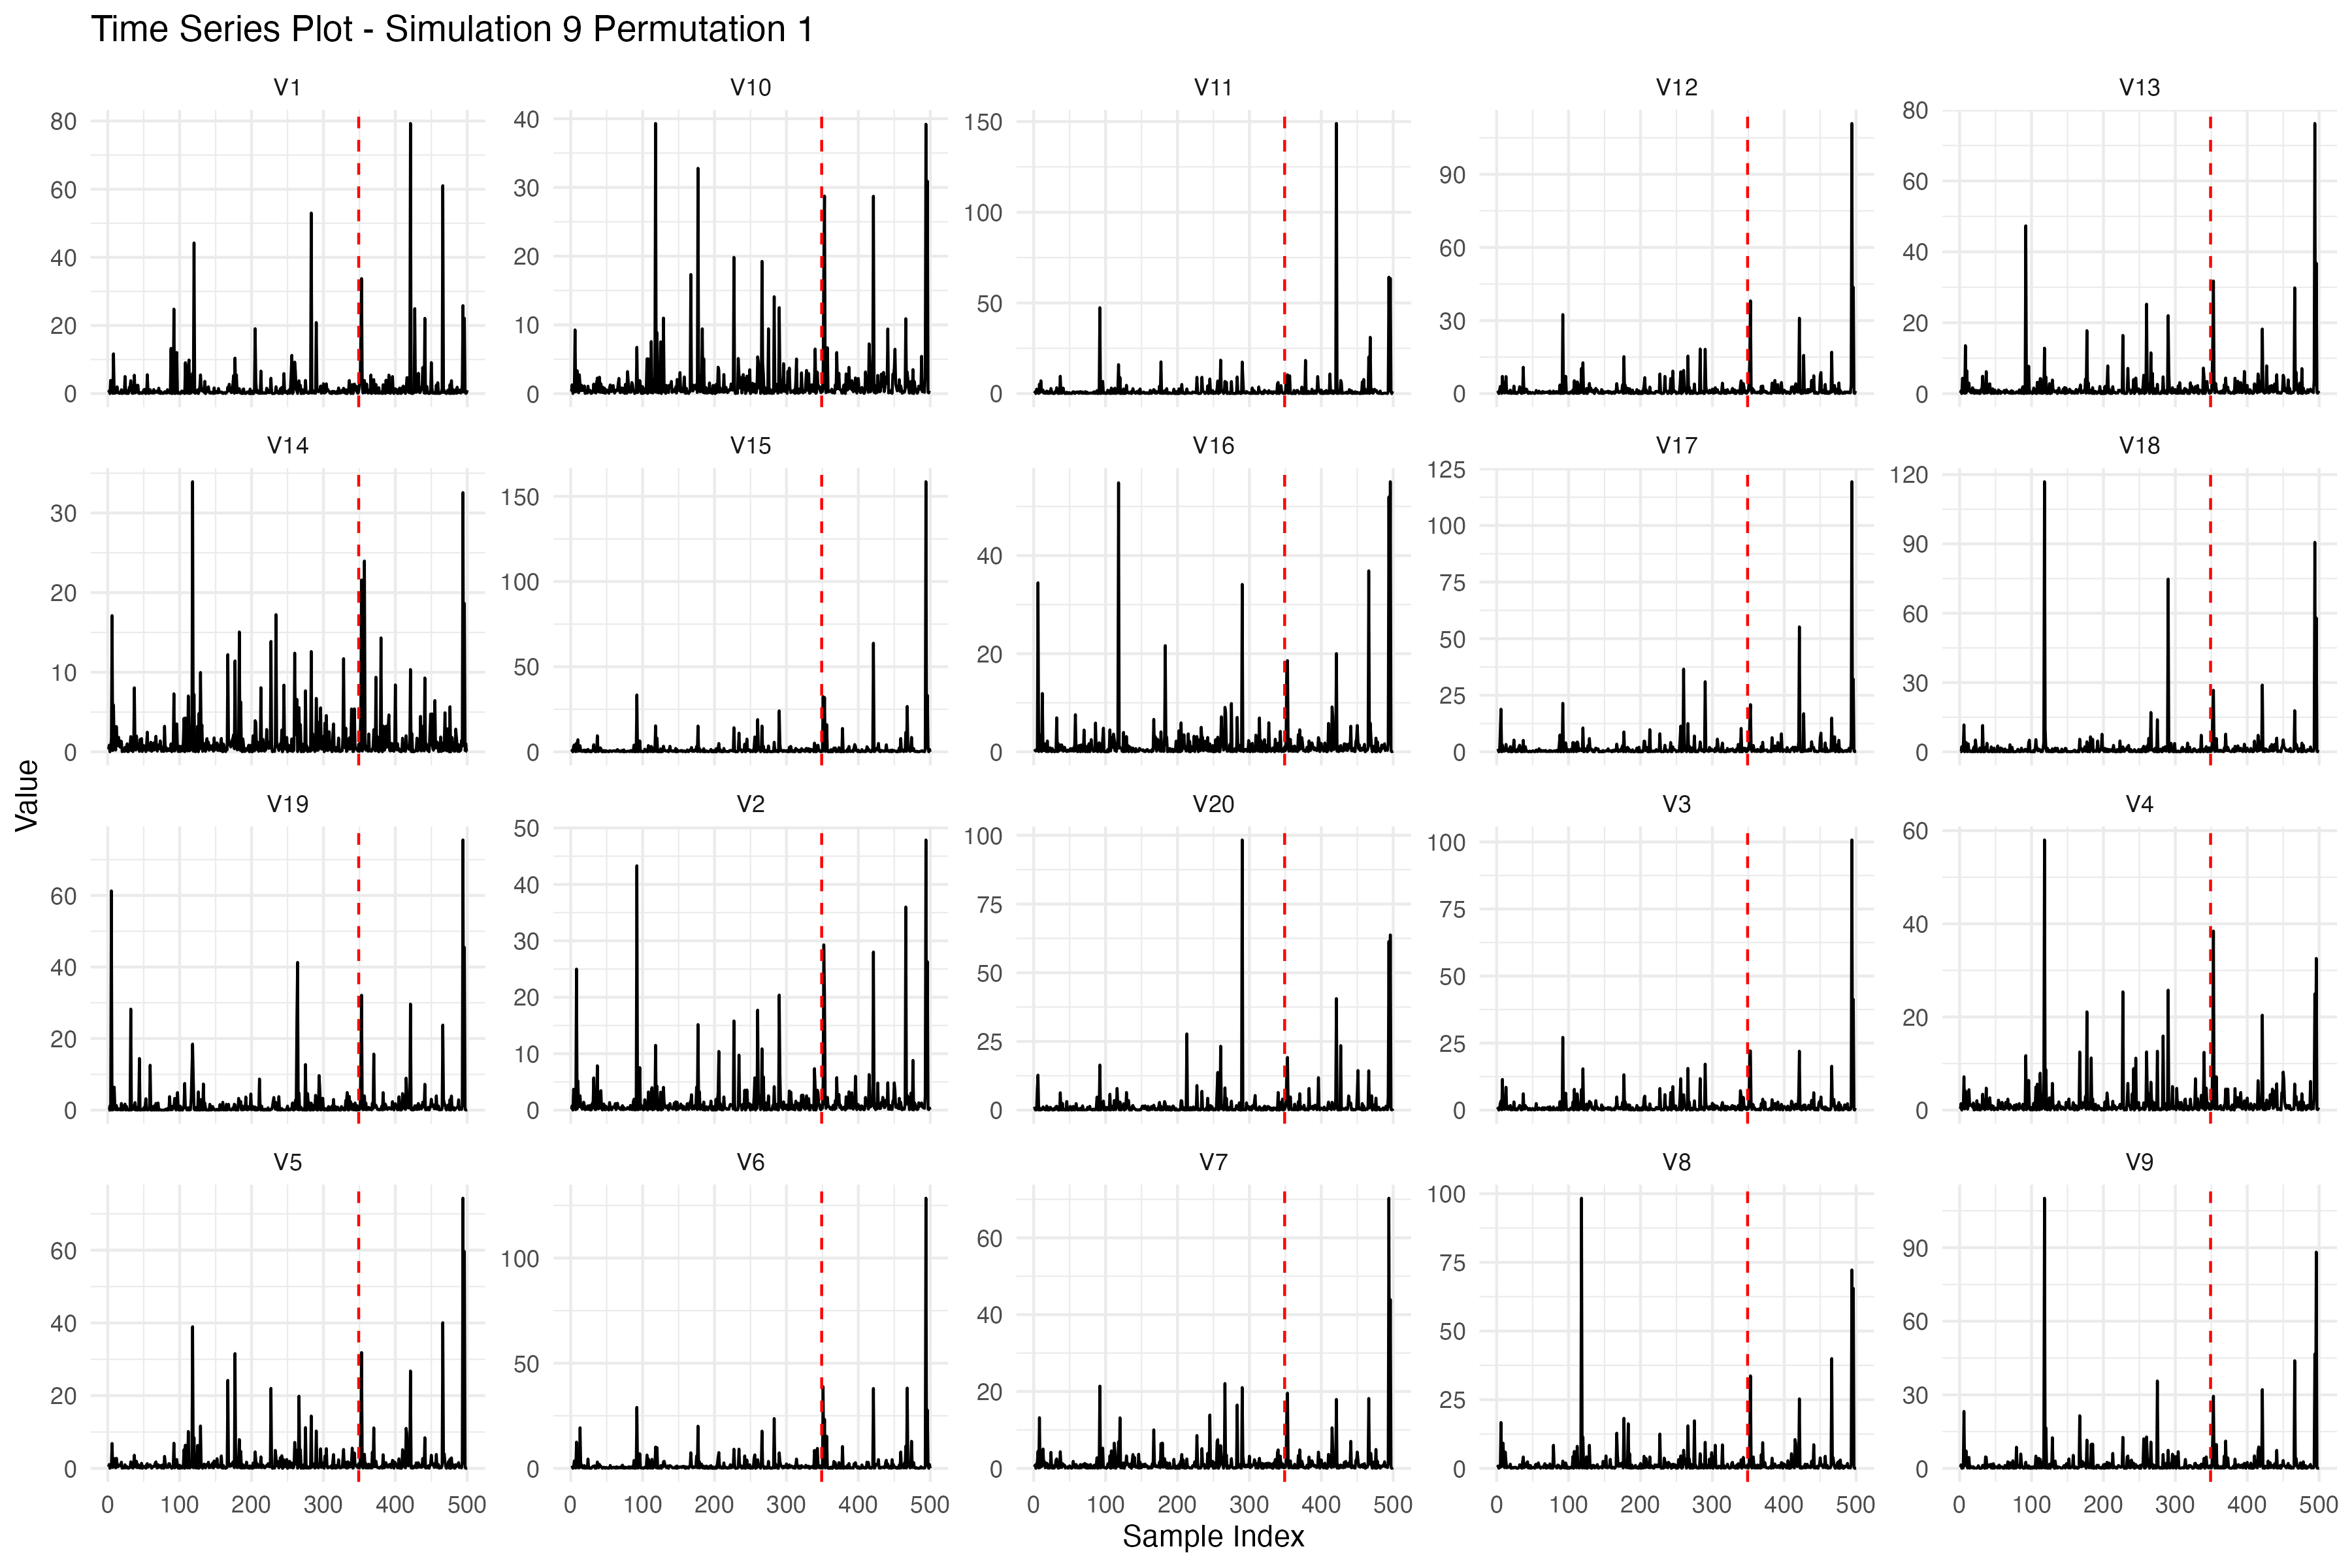 Time Series Plot - Simulation 9 Permutation 1
V1 V10 V11 V12 V13
80 60 40 20 0
40 30 20 10 0
150 100 50 0
90 60 30 0
80 60 40 20 0
V14 V15 V16 V17 V18
30 20 10 0
150 100 50 0
40 20 0
125 100 75 50 25 0
120 90 60 30 0
Value
V19 V2 V20 V3 V4
60 40 20 0
50 40 30 20 10 0
100 75 50 25 0
100 75 50 25 0
60 40 20 0
V5 V6 V7 V8 V9
60 40 20 0
100 50 0
60 40 20 0
100 75 50 25 0
90 60 30 0
0 100 200 300 400 500 0 100 200 300 400 500 0 100 200 300 400 500 0 100 200 300 400 500 0 100 200 300 400 500
Sample Index